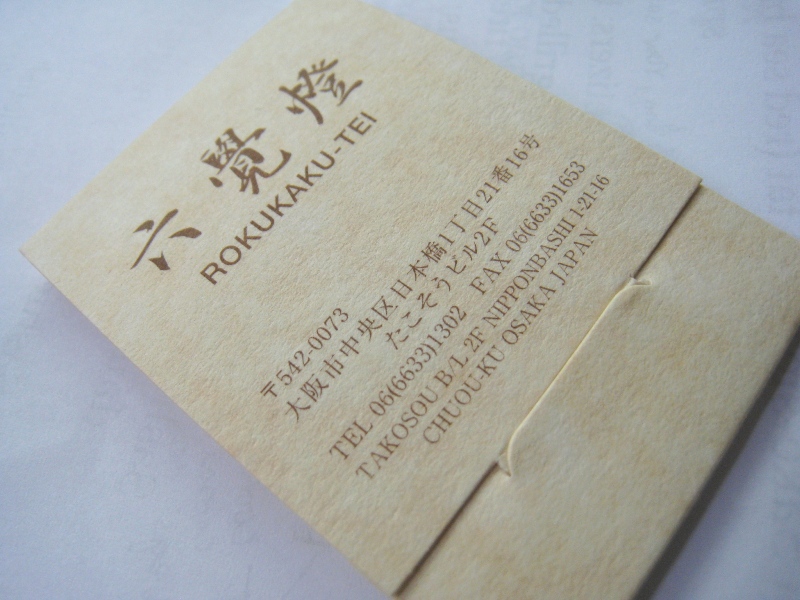 六覺燈
ROKUKAKU-TEI
〒542-0073
大阪市中央区日本橋1丁目21番16号
たこそうビル2F
TEL 06(6633)1302 FAX 06(6633)1653
TAKOSOU B/L 2F NIPPONBASHI 1-21-16
CHUOU-KU OSAKA JAPAN